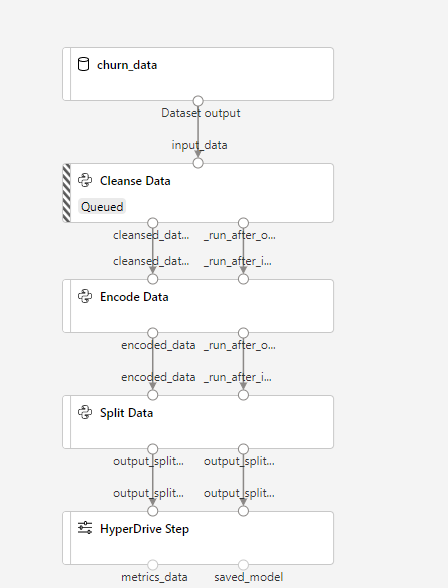 churn_data
Dataset output
input_data
Cleanse Data
Queued
cleansed_dat... _run_after_o...
cleansed_dat... _run_after_i...
Encode Data
encoded_data _run_after_o...
encoded_data _run_after_i...
Split Data
output_split... output_split...
output_split... output_split...
HyperDrive Step
metrics_data saved_model